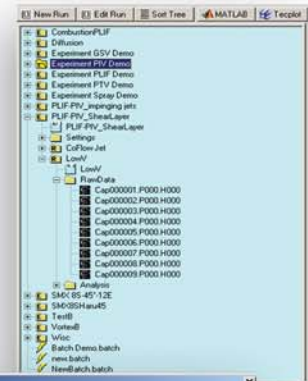 New Run Edit Run Sort Tree MATLAB Tecplot
CombustionPLIF
Diffusion
Experiment GSV Demo
Experiment PIV Demo
Experiment PLIF Demo
Experiment PTV Demo
Experiment Spray Demo
PLIF-PIV_impinging jets
PLIF-PIV_ShearLayer
PLIF-PIV_ShearLayer
Settings
CoFlowJet
LowV
LowV
RawData
Cap000001.P000.H000
Cap000002.P000.H000
Cap000003.P000.H000
Cap000004.P000.H000
Cap000005.P000.H000
Cap000006.P000.H000
Cap000007.P000.H000
Cap000008.P000.H000
Cap000009.P000.H000
Analysis
SMX 8S-45°-12E
SMX8SHaru45
TestB
VortexB
Wioc
Batch Demo.batch
new.batch
NewBatch.batch